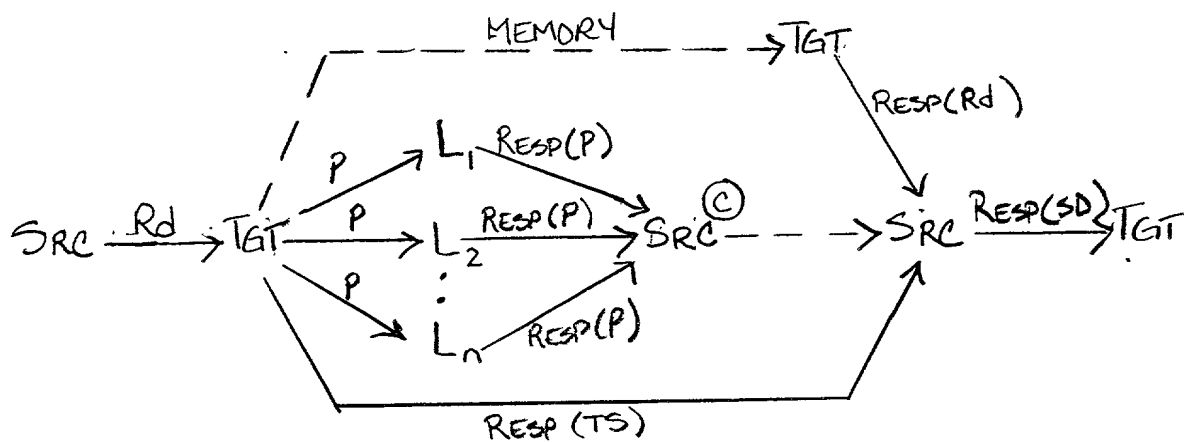 MEMORY
TGT
RESP(Rd)
L1 RESP(P)
P
SRC Rd TGT P L2 RESP(P) SRC C SRC RESP(SD) TGT
P
Ln RESP(P)
RESP (TS)